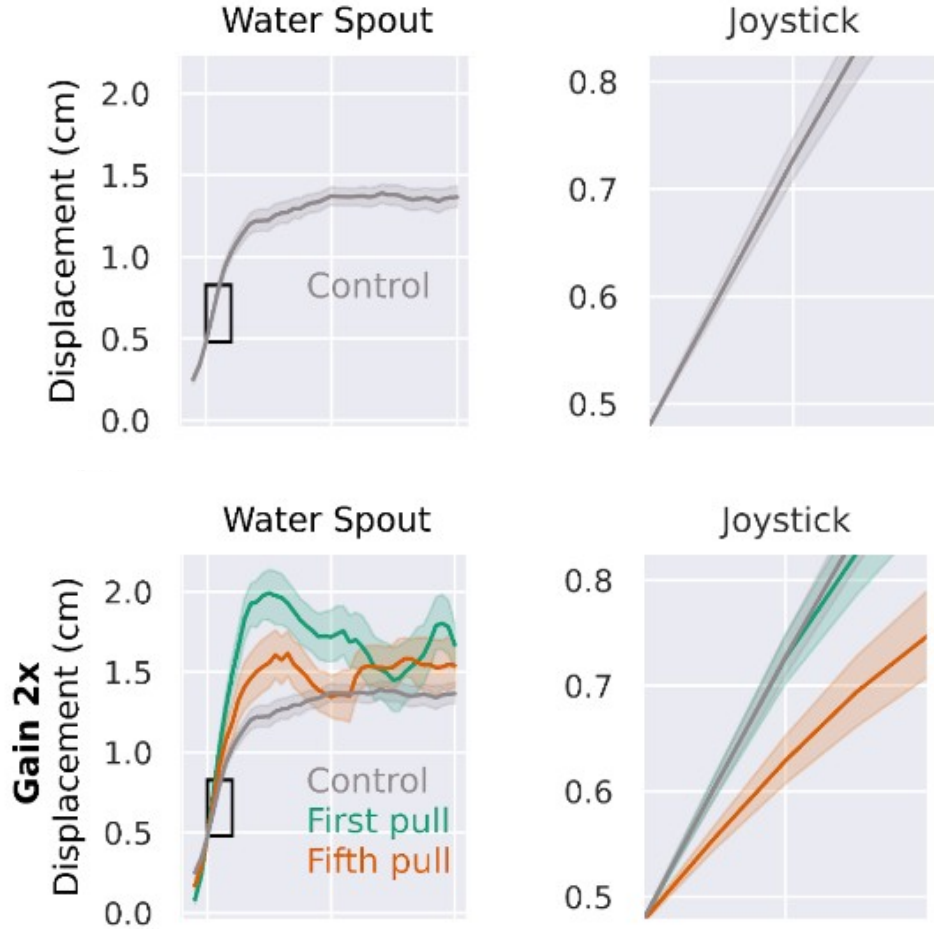 Water Spout
Joystick
Displacement (cm)
2.0
1.5
1.0
0.5
0.0
Control
0.8
0.7
0.6
0.5
Water Spout
Joystick
Gain 2x
Displacement (cm)
2.0
1.5
1.0
0.5
0.0
Control
First pull
Fifth pull
0.8
0.7
0.6
0.5